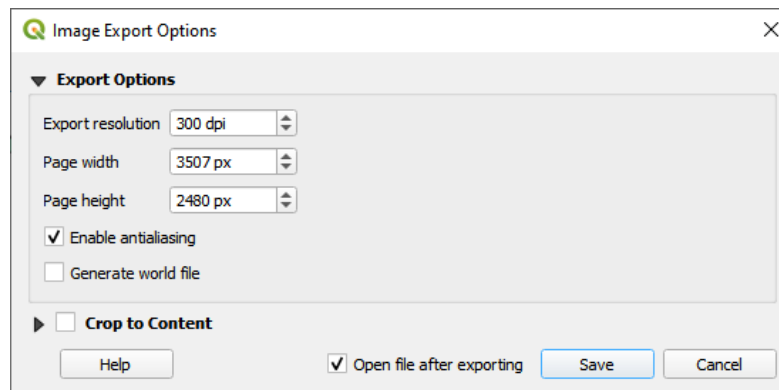 Image Export Options
Export Options
Export resolution 300 dpi
Page width 3507 px
Page height 2480 px
Enable antialiasing
Generate world file
Crop to Content
Help Open file after exporting Save Cancel